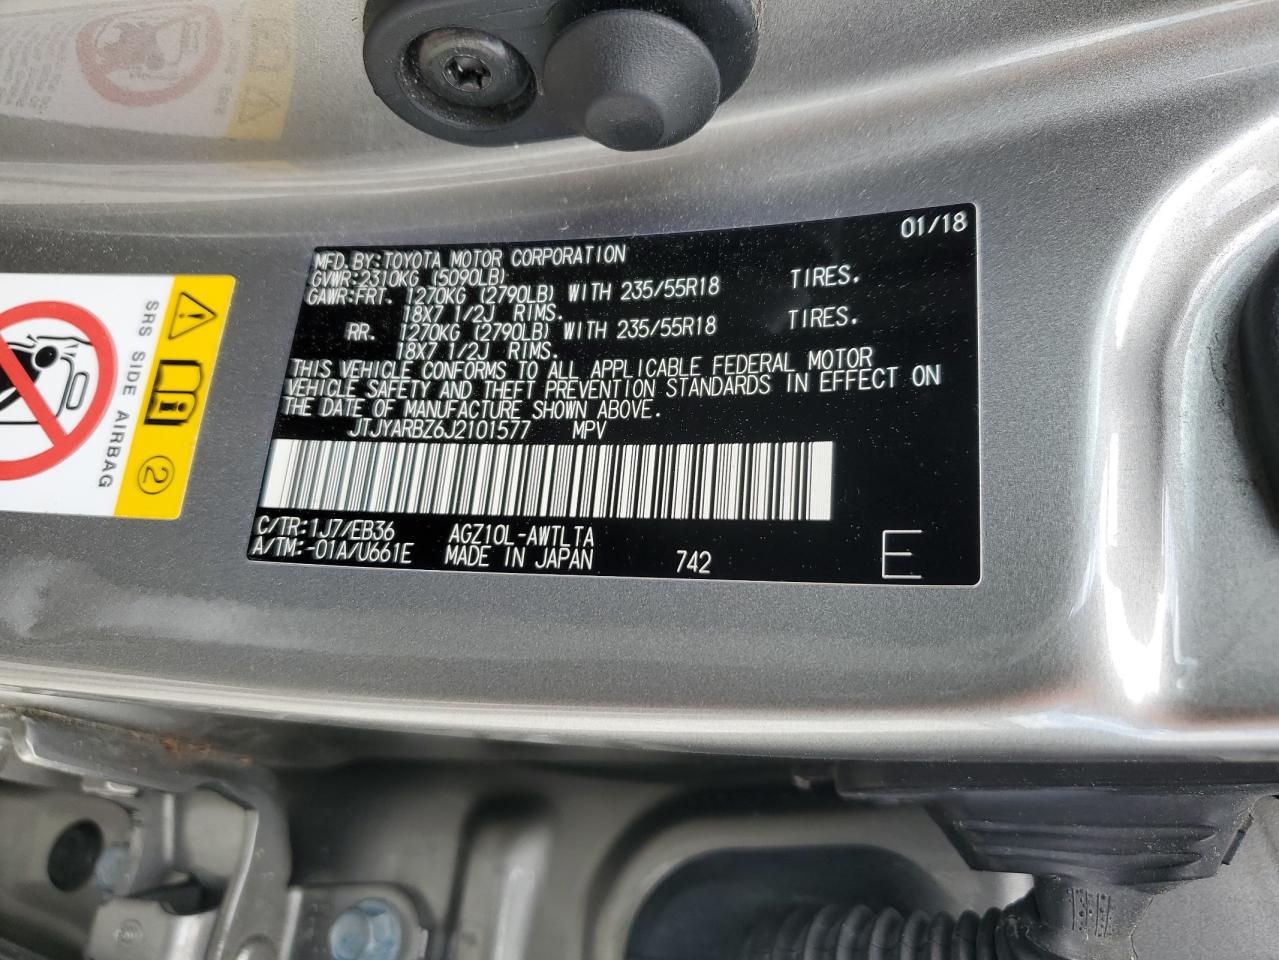 01/18
MFD.BY:TOYOTA MOTOR CORPORATION
GVWR:2310KG (5090LB)
GAWR:FRT. 1270KG (2790LB) WITH 235/55R18 TIRES.
18X7 1/2J RIMS.
RR. 1270KG (2790LB) WITH 235/55R18 TIRES.
18X7 1/2J RIMS.
THIS VEHICLE CONFORMS TO ALL APPLICABLE FEDERAL MOTOR
VEHICLE SAFETY AND THEFT PREVENTION STANDARDS IN EFFECT ON
THE DATE OF MANUFACTURE SHOWN ABOVE.
JTJYARBZ6J2101577 MPV
C/TR:1J7/EB36 AGZ10L-AWTLTA
A/TM:-01A/U661E MADE IN JAPAN 742 E
SRS SIDE AIRBAG
2